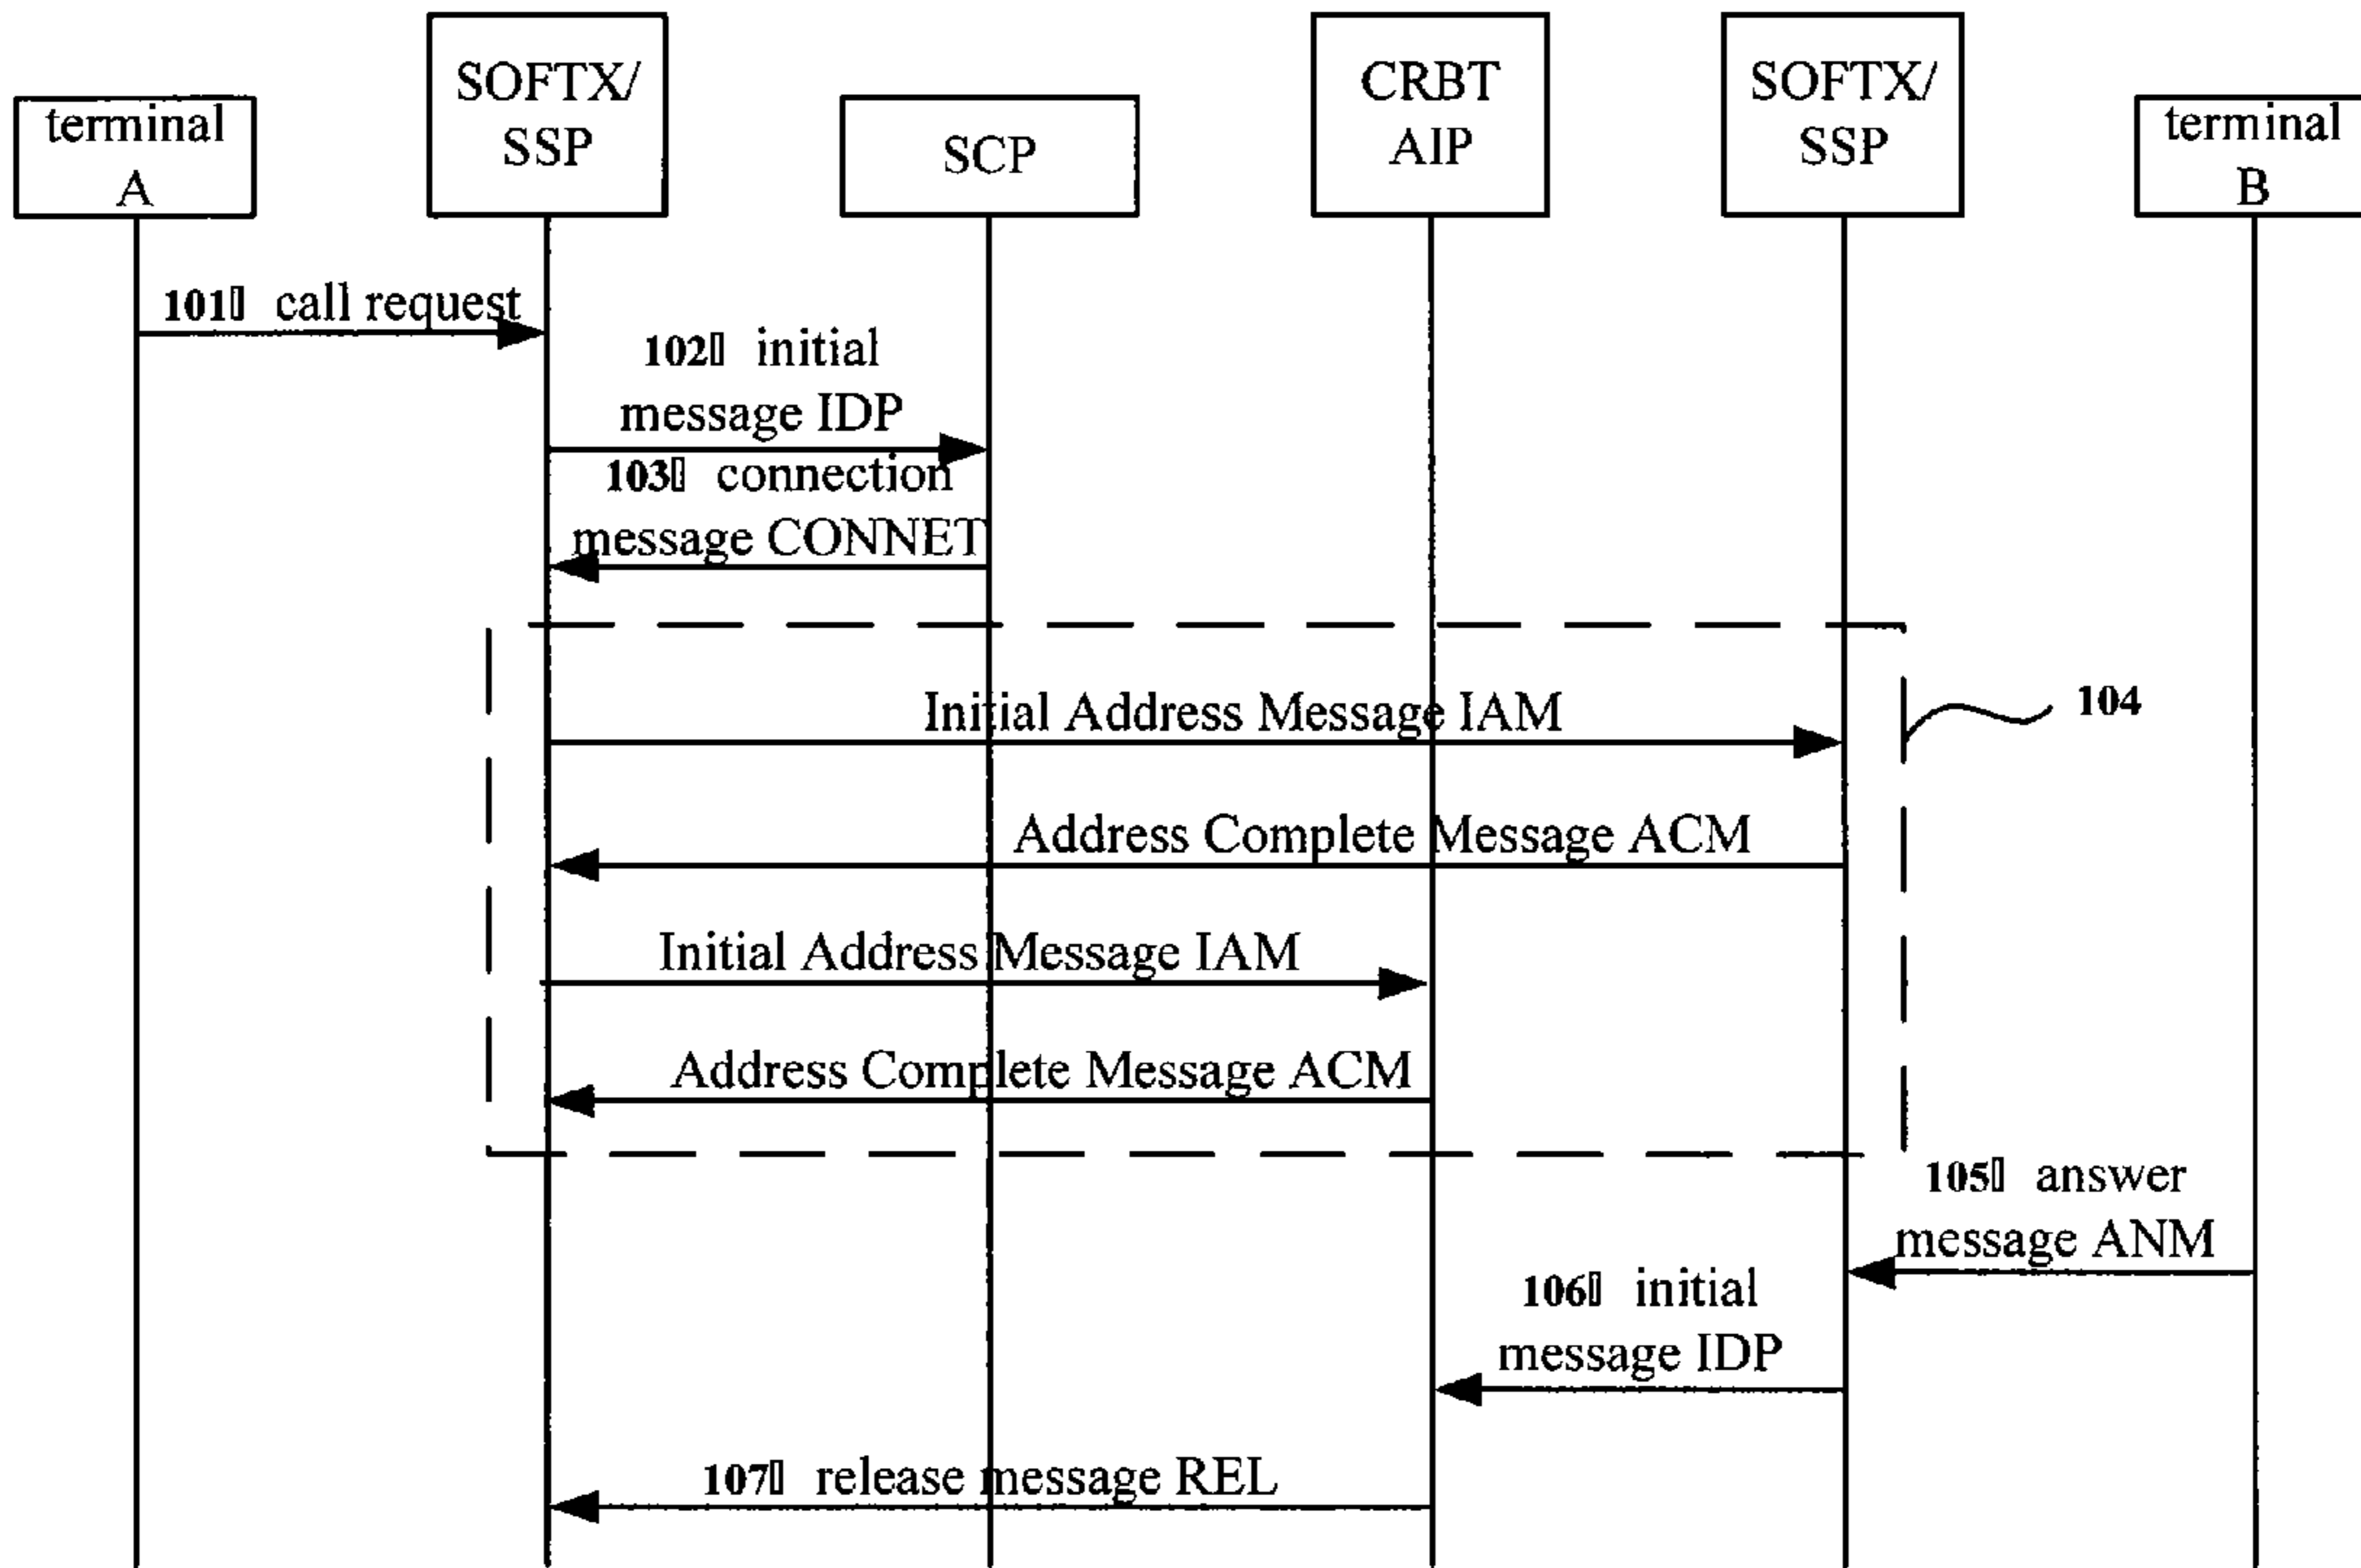 terminal
A
SOFTX/
SSP
SCP
CRBT
AIP
SOFTX/
SSP
terminal
B
101▯ call request
102▯ initial
message IDP
103▯ connection
message CONNET
Initial Address Message IAM
104
Address Complete Message ACM
Initial Address Message IAM
Address Complete Message ACM
105▯ answer
message ANM
106▯ initial
message IDP
107▯ release message REL